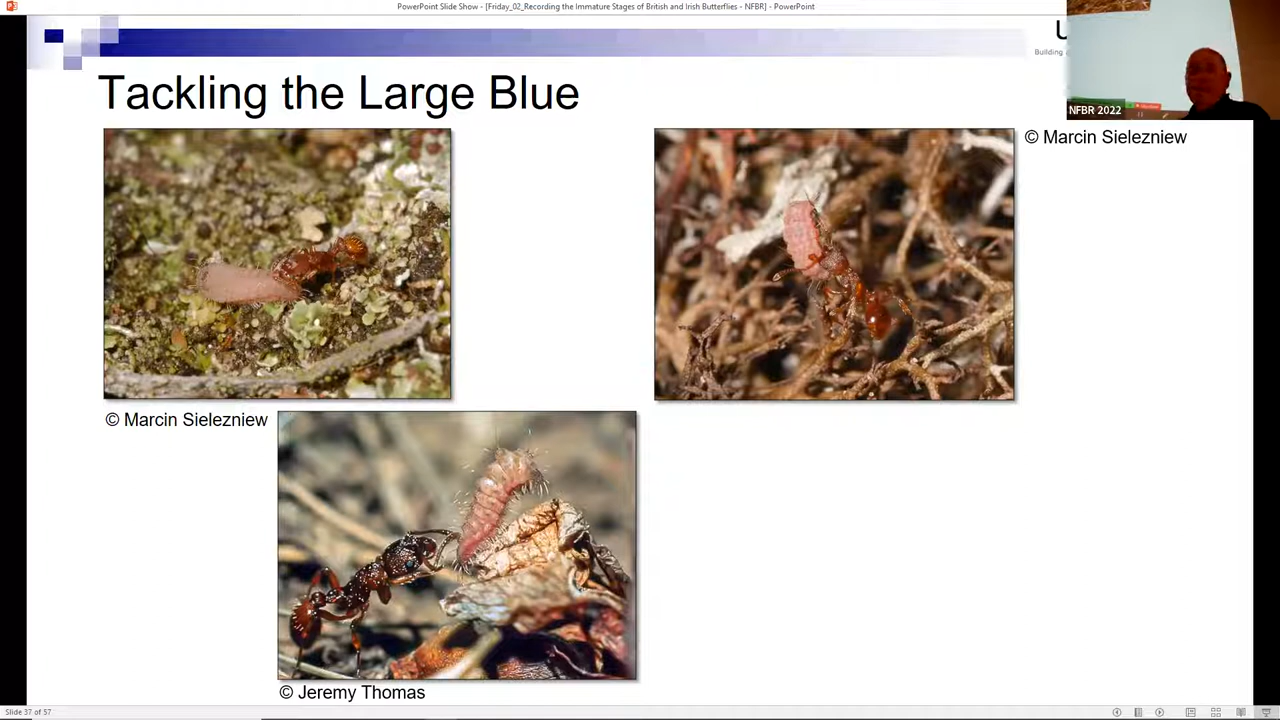 PowerPoint Slide Show - [Friday_02_Recording the Immature Stages of British and Irish Butterflies - NFBR] - PowerPoint
Building
NFBR 2022
Tackling the Large Blue
© Marcin Sielezniew
© Marcin Sielezniew
© Jeremy Thomas
Slide 37 of 57